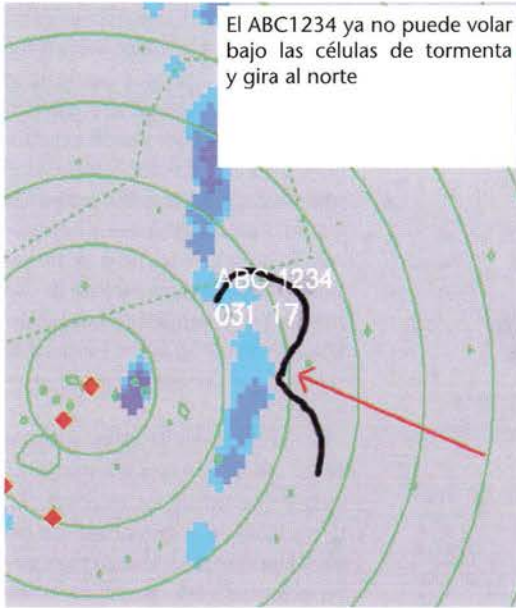 El ABC1234 ya no puede volar
bajo las células de tormenta
y gira al norte
ABC 1234
031 17